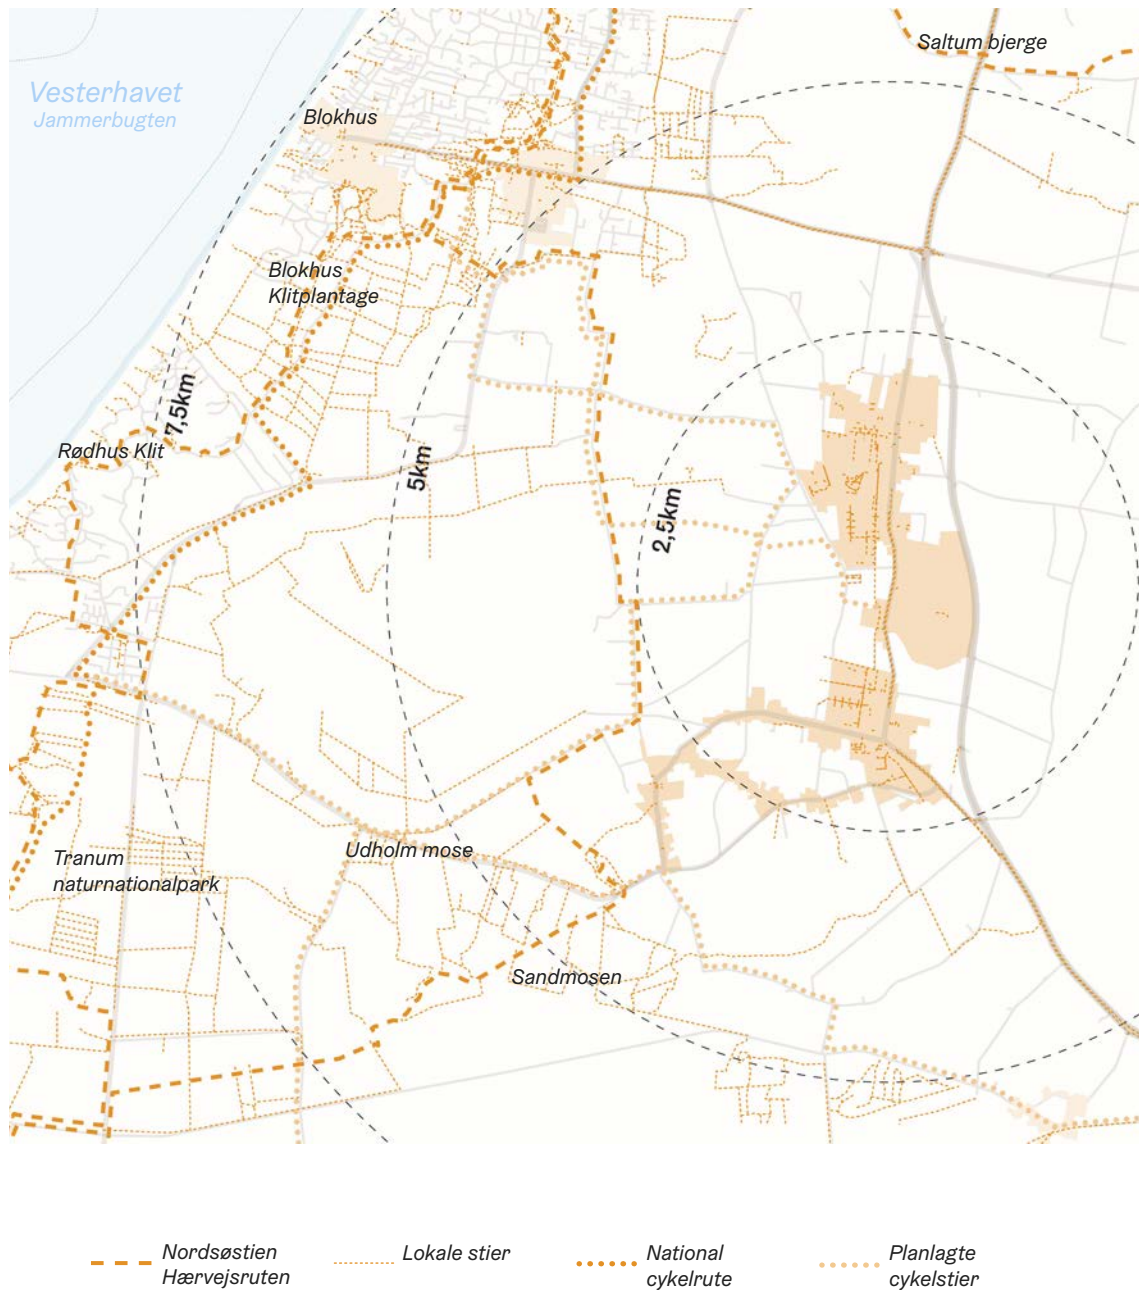 Saltum bjerge
Vesterhavet
Jammerbugten
Blokhus
Blokhus
Klitplantage
7,5km
Rødhus Klit
5km
2,5km
Udholm mose
Tranum
naturnationalpark
Sandmosen
Nordsøstien
Hærvejsruten
Lokale stier
National
cykelrute
Planlagte
cykelstier